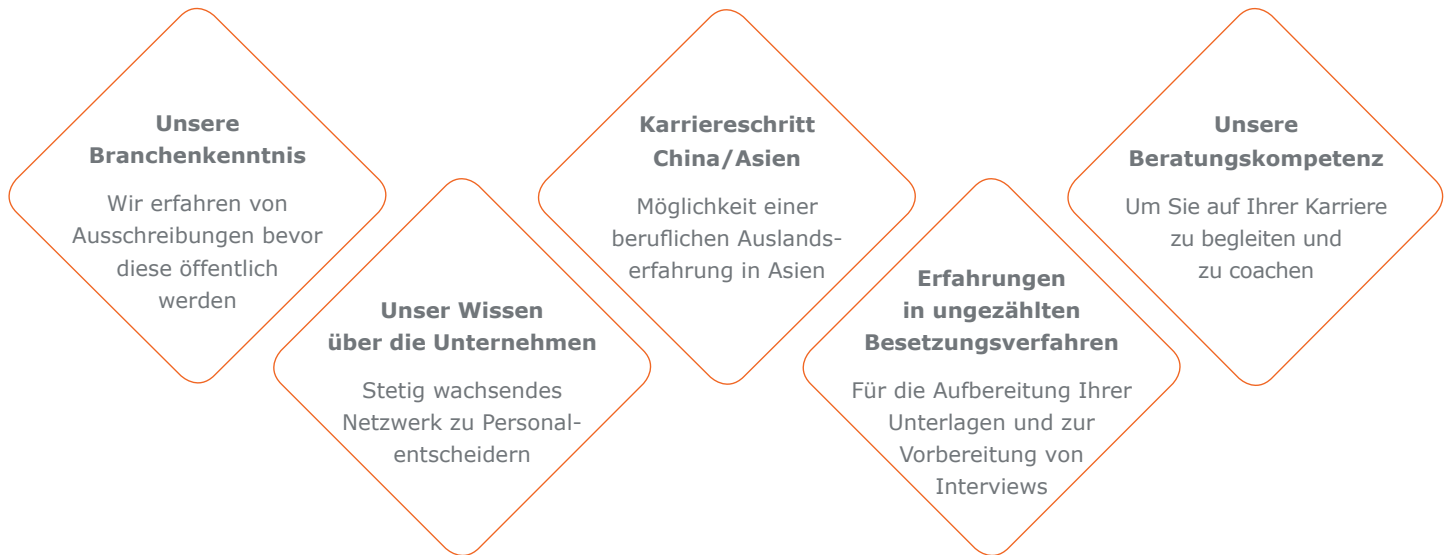 Unsere
Branchenkenntnis
Wir erfahren von
Ausschreibungen bevor
diese öffentlich
werden
Unser Wissen
über die Unternehmen
Stetig wachsendes
Netzwerk zu Personal-
entscheidern
Karriereschritt
China/Asien
Möglichkeit einer
beruflichen Auslands-
erfahrung in Asien
Erfahrungen
in ungezählten
Besetzungsverfahren
Für die Aufbereitung Ihrer
Unterlagen und zur
Vorbereitung von
Interviews
Unsere
Beratungskompetenz
Um Sie auf Ihrer Karriere
zu begleiten und
zu coachen